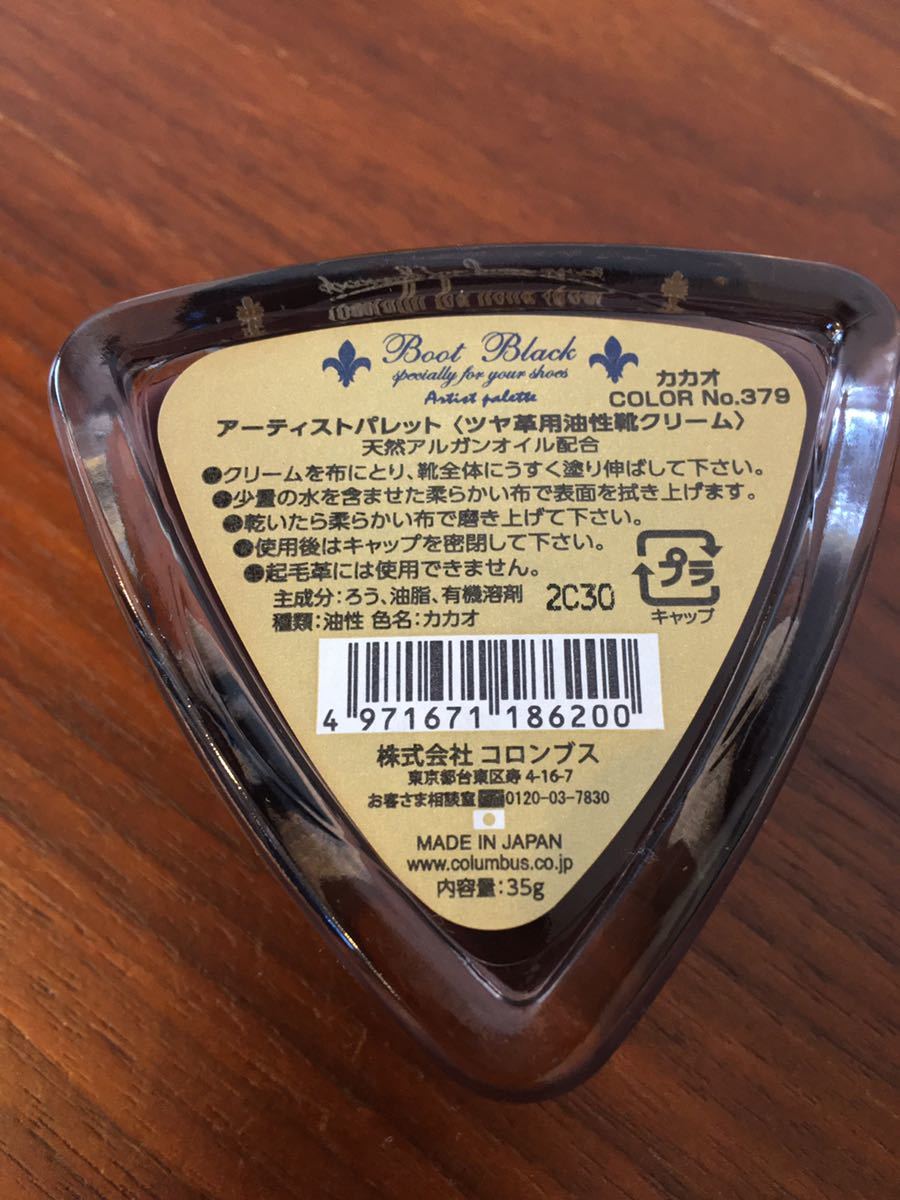 Boot Black
specially for your shoes
Artist palette
カカオ
COLOR No.379
アーティストパレット〈ツヤ革用油性靴クリーム〉
天然アルガンオイル配合
●クリームを布にとり、靴全体にうすく塗り伸ばして下さい。
●少量の水を含ませた柔らかい布で表面を拭き上げます。
●乾いたら柔らかい布で磨き上げて下さい。
●使用後はキャップを密閉して下さい。
●起毛革には使用できません。
主成分:ろう、油脂、有機溶剤
種類:油性 色名:カカオ
2C30
プラ
キャップ
4 971671 186200
株式会社 コロンブス
東京都台東区寿 4-16-7
お客さま相談室 0120-03-7830
MADE IN JAPAN
www.columbus.co.jp
内容量:35g